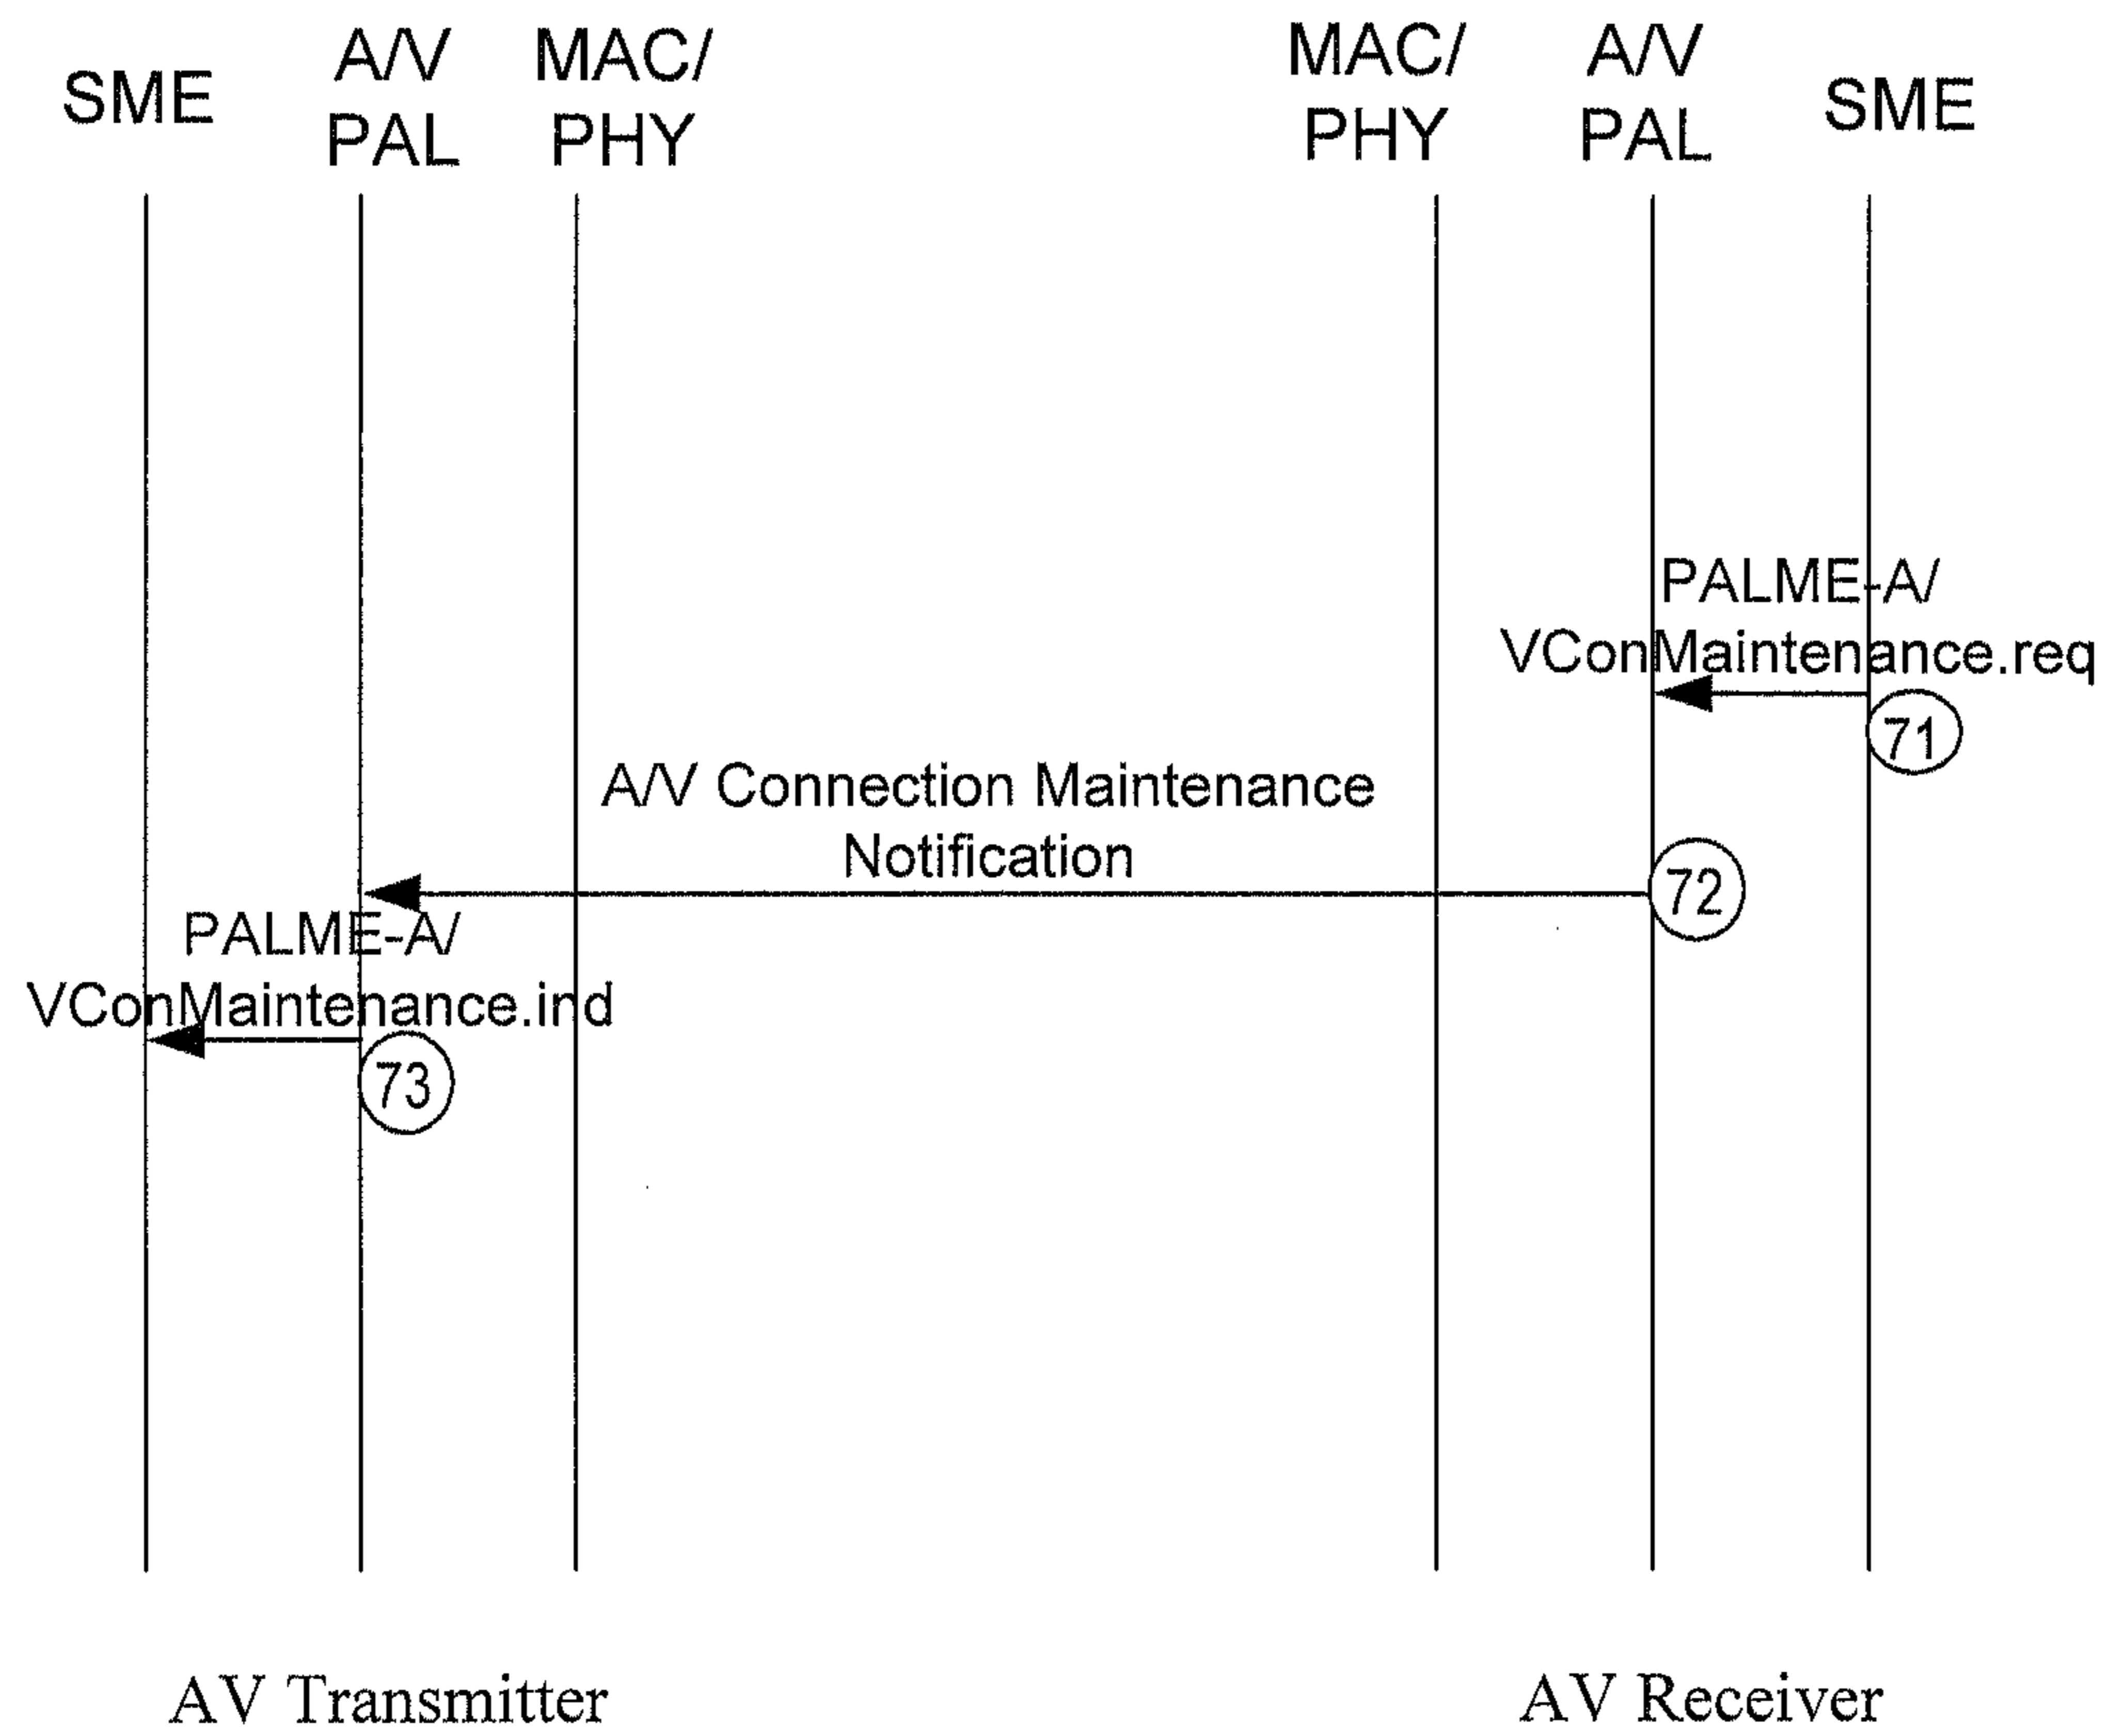 SME
A/V
PAL
MAC/
PHY
MAC/
PHY
A/V
PAL
SME
PALME-A/
VConMaintenance.req
71
A/V Connection Maintenance
Notification
72
PALME-A/
VConMaintenance.ind
73
AV Transmitter
AV Receiver